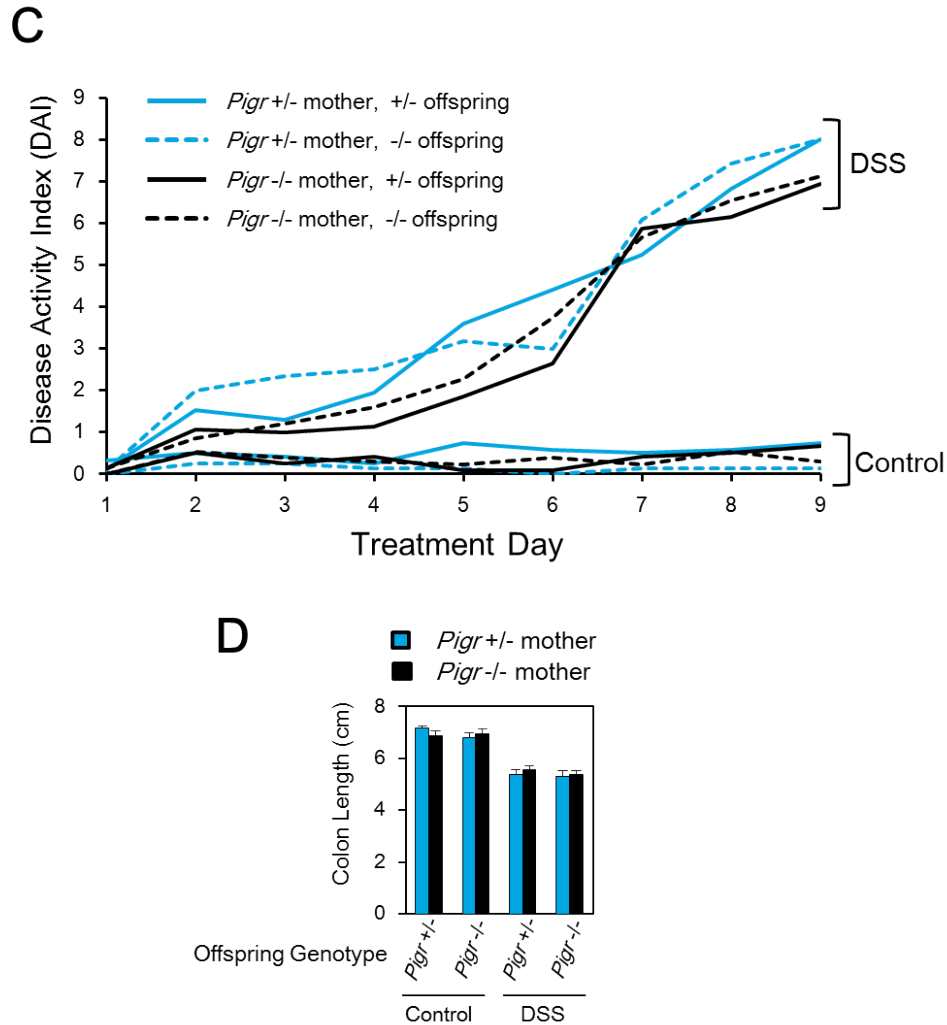 C
Disease Activity Index (DAI)
9
8
7
6
5
4
3
2
1
0
Pigr +/- mother, +/- offspring
Pigr +/- mother, -/- offspring
Pigr -/- mother, +/- offspring
Pigr -/- mother, -/- offspring
DSS
Control
1 2 3 4 5 6 7 8 9
Treatment Day
D
Pigr +/- mother
Pigr -/- mother
Colon Length (cm)
8
6
4
2
0
Offspring Genotype Pigr +/- Pigr -/- Pigr +/- Pigr -/-
Control DSS